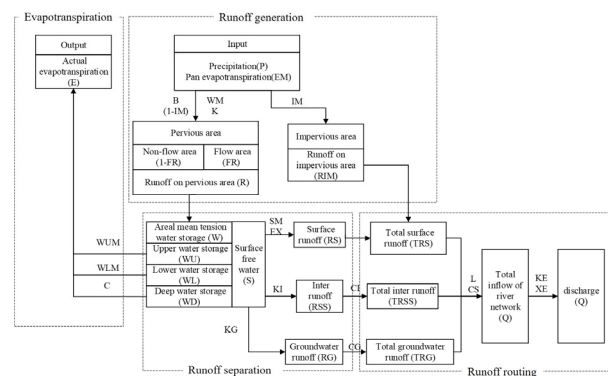 Evapotranspiration
Runoff generation
Output
Actual
evapotranspiration
(E)
Input
Precipitation(P)
Pan evapotranspiration(EM)
B
(1-IM)
WM
K
IM
Pervious area
Non-flow area
(1-FR)
Flow area
(FR)
Runoff on pervious area (R)
Impervious area
Runoff on
impervious area
(RIM)
Areal mean tension
water storage (W)
Upper water storage
(WU)
Lower water storage
(WL)
Deep water storage
(WD)
Surface
free
water
(S)
WUM
WLM
C
SM
EX
KI
KG
Surface
runoff (RS)
Inter
runoff
(RSS)
Groundwater
runoff (RG)
CI
CG
Total surface
runoff (TRS)
Total inter runoff
(TRSS)
Total groundwater
runoff (TRG)
L
CS
Total
inflow of
river
network
(Q)
KE
XE
discharge
(Q)
Runoff separation
Runoff routing